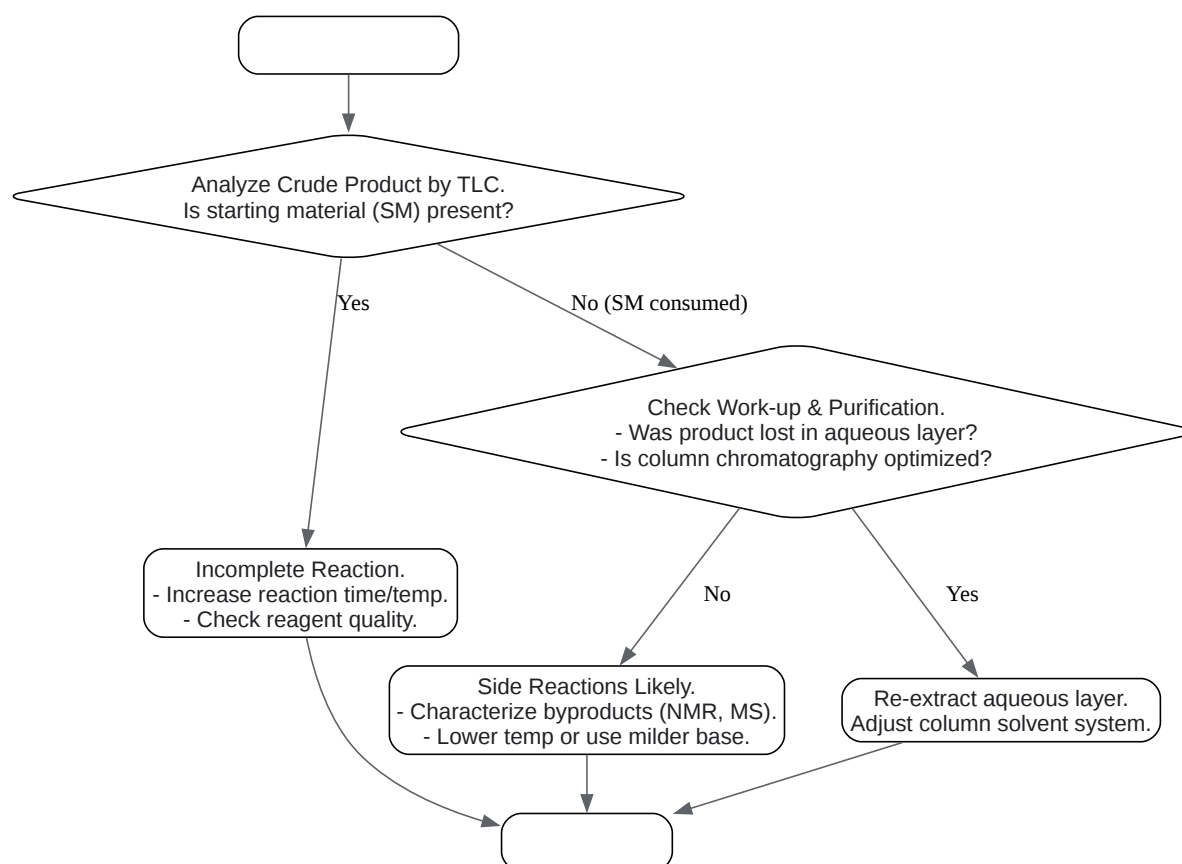 Analyze Crude Product by TLC.
Is starting material (SM) present?
Yes
No (SM consumed)
Check Work-up & Purification.
- Was product lost in aqueous layer?
- Is column chromatography optimized?
Incomplete Reaction.
- Increase reaction time/temp.
- Check reagent quality.
No
Yes
Side Reactions Likely.
- Characterize byproducts (NMR, MS).
- Lower temp or use milder base.
Re-extract aqueous layer.
Adjust column solvent system.